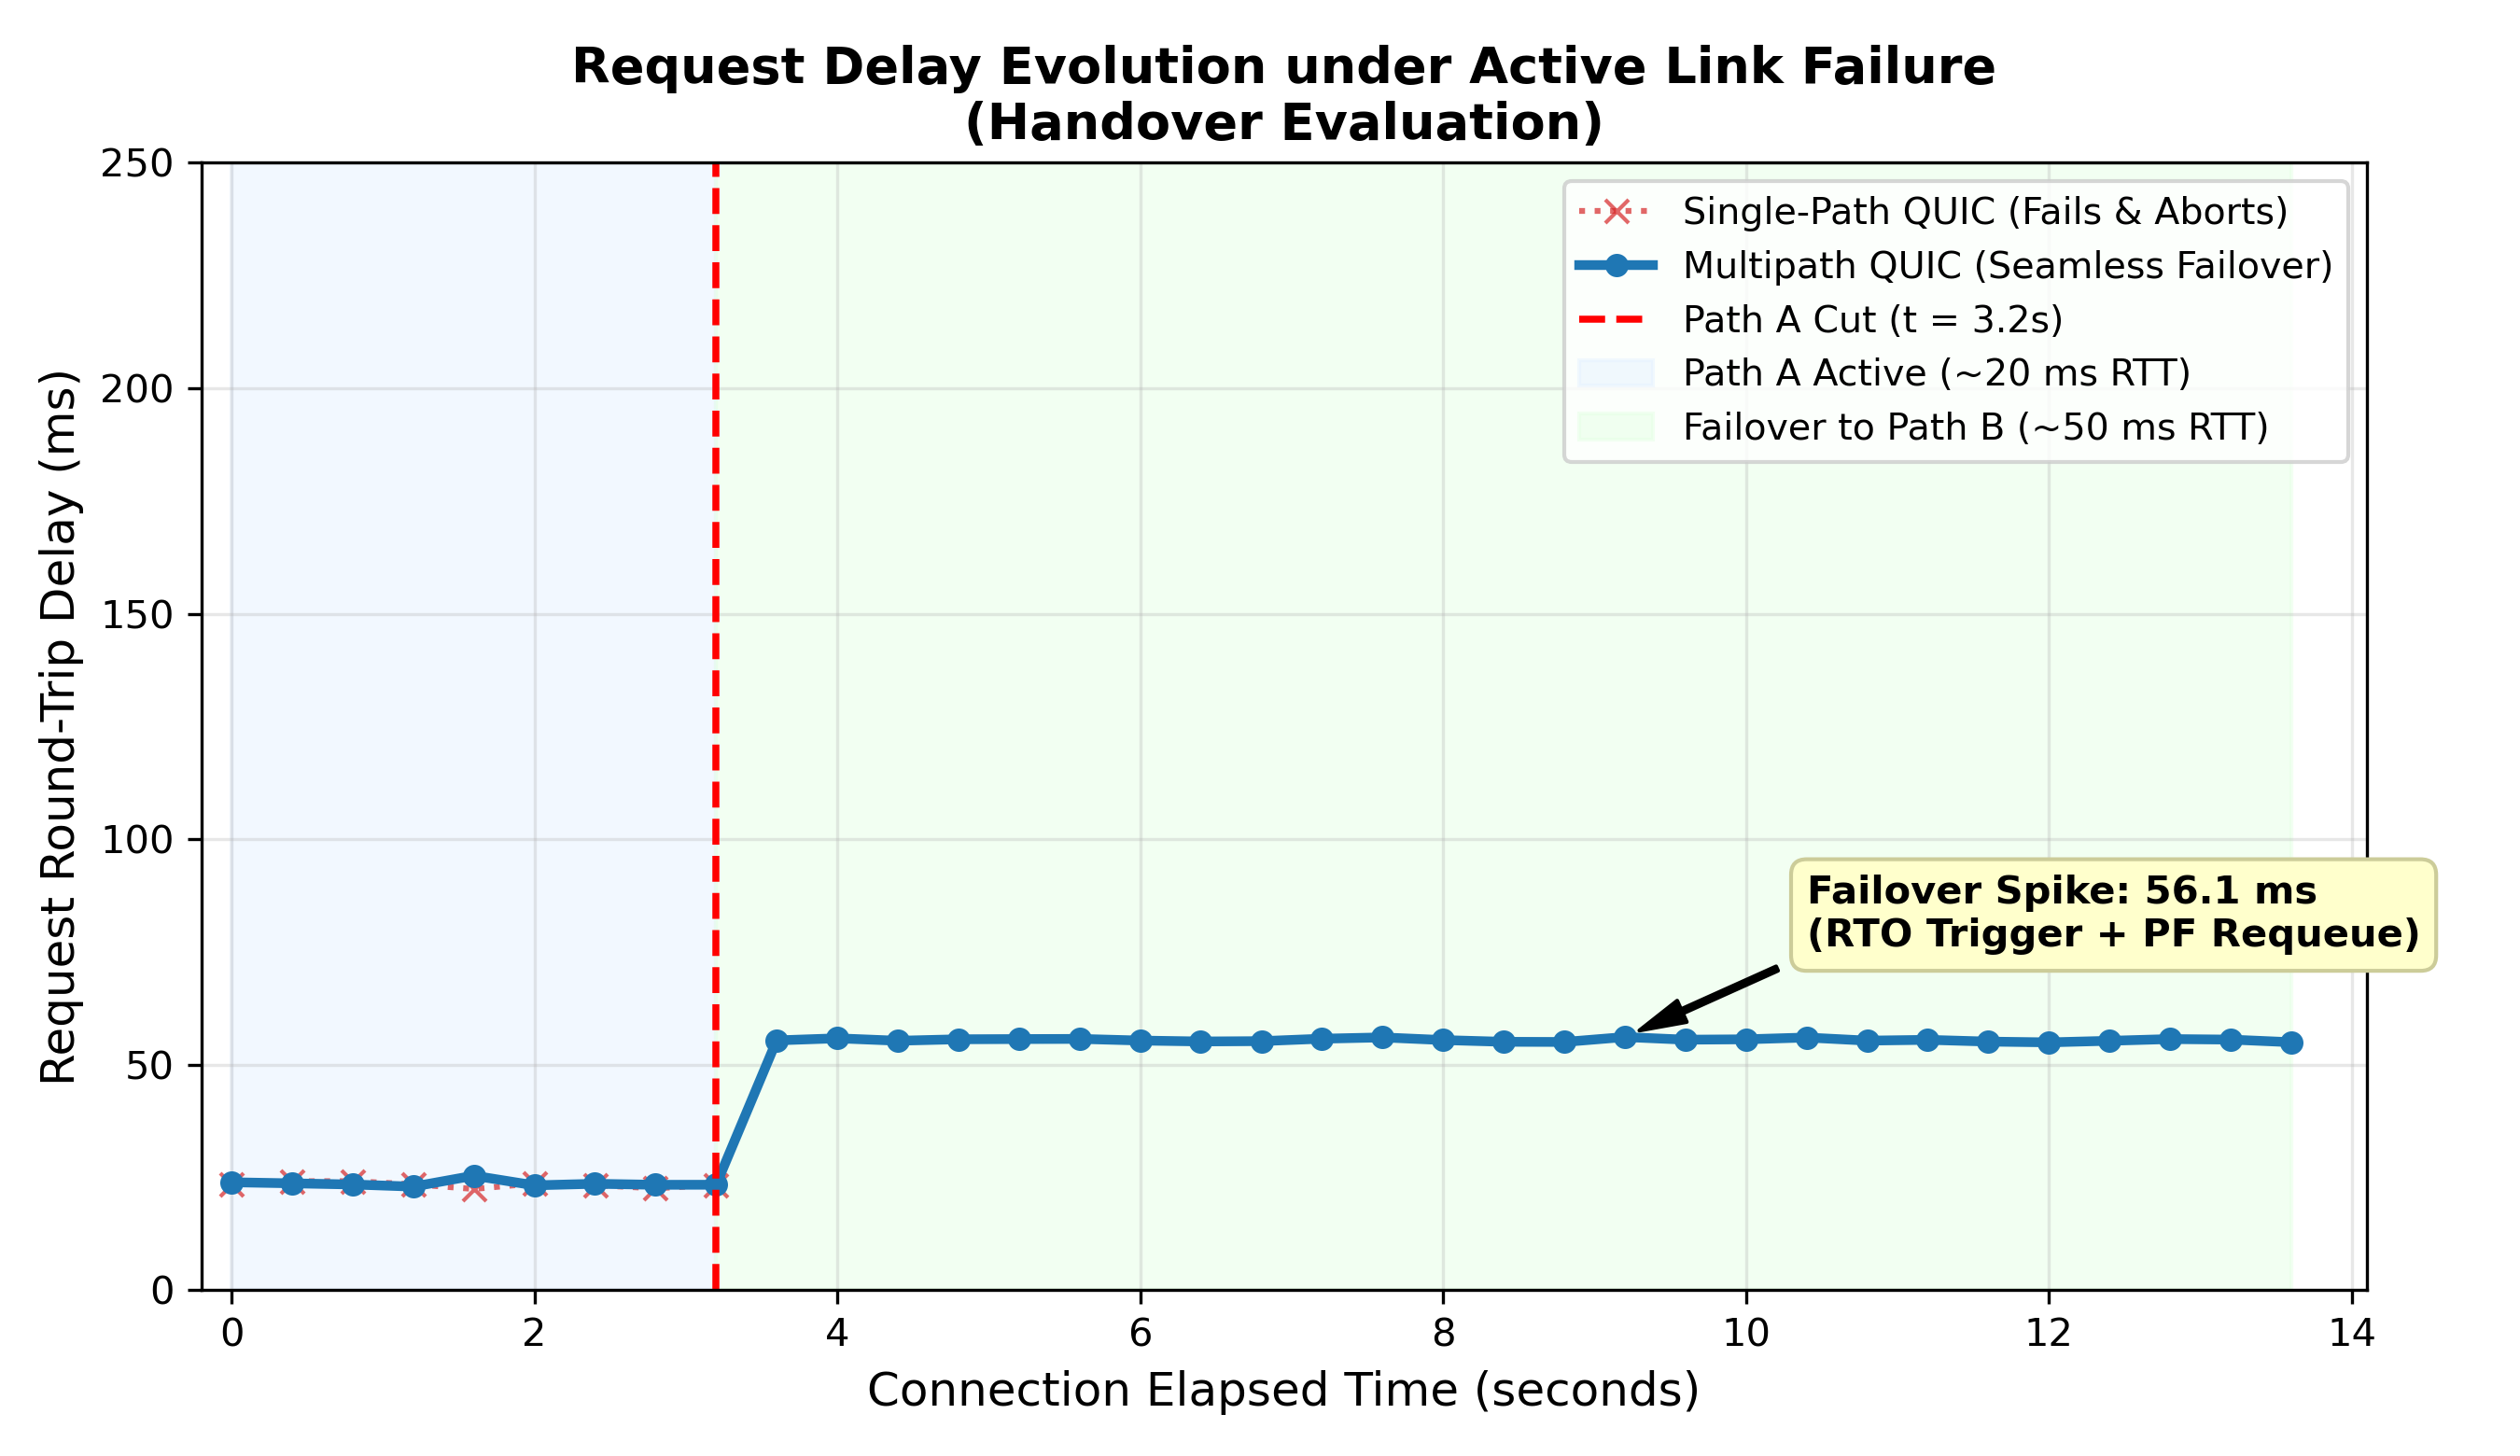 Request Delay Evolution under Active Link Failure
(Handover Evaluation)
Request Round-Trip Delay (ms)
250
200
150
100
50
0
Single-Path QUIC (Fails & Aborts)
Multipath QUIC (Seamless Failover)
Path A Cut (t = 3.2s)
Path A Active (~20 ms RTT)
Failover to Path B (~50 ms RTT)
Failover Spike: 56.1 ms
(RTO Trigger + PF Requeue)
0 2 4 6 8 10 12 14
Connection Elapsed Time (seconds)